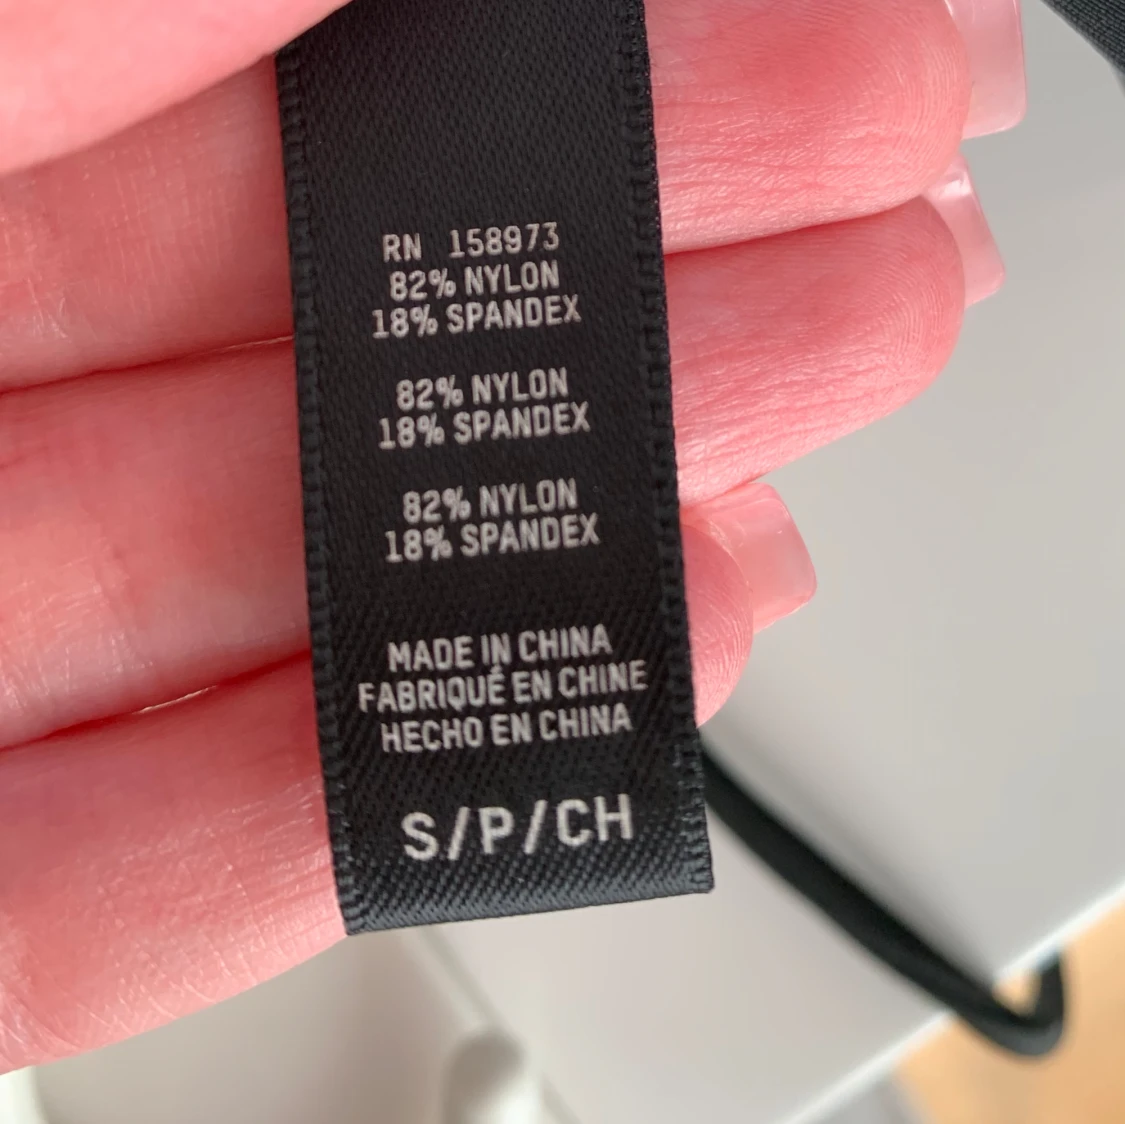 RN 158973
82% NYLON
18% SPANDEX
82% NYLON
18% SPANDEX
82% NYLON
18% SPANDEX
MADE IN CHINA
FABRIQUÉ EN CHINE
HECHO EN CHINA
S/P/CH